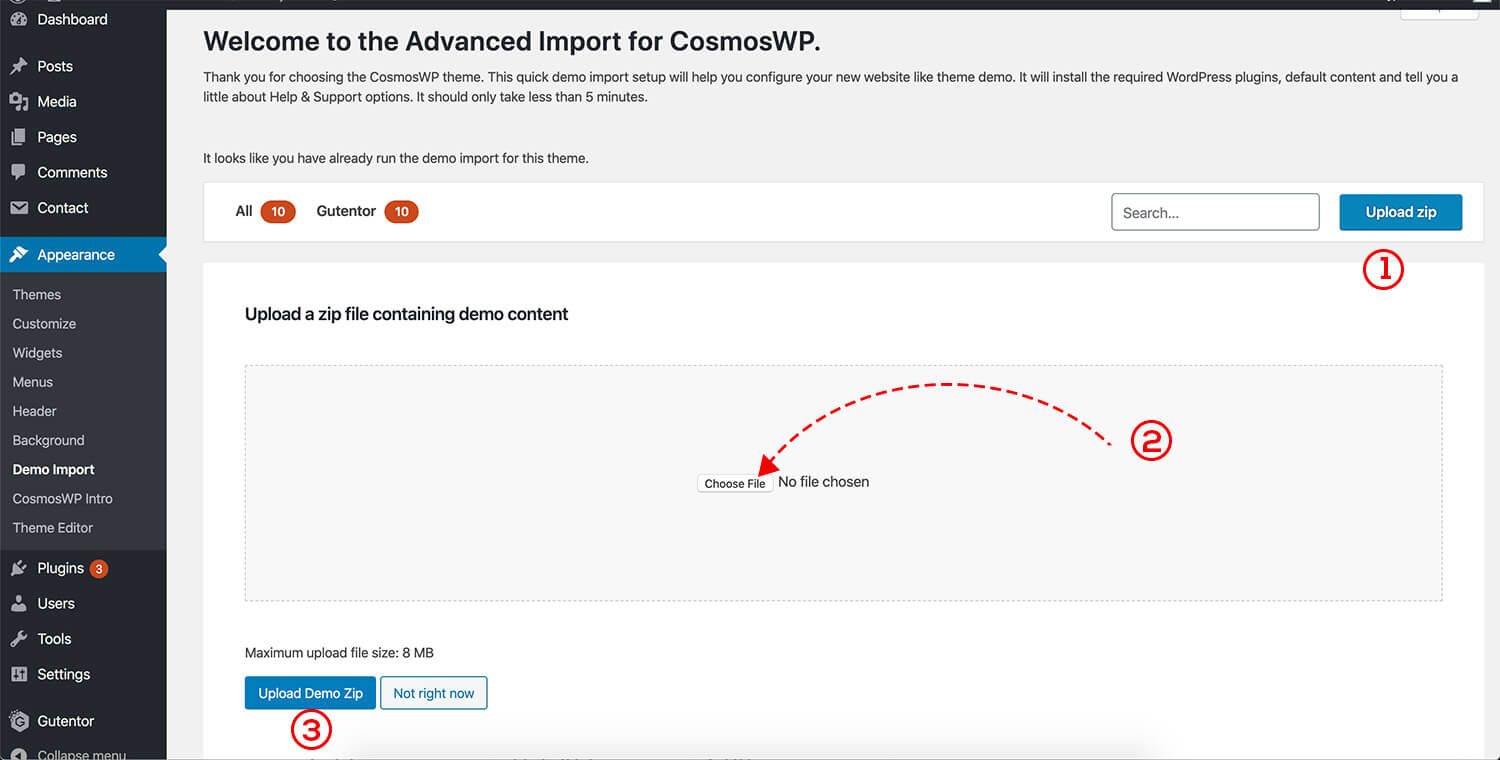 Dashboard
Posts
Media
Pages
Comments
Contact
Appearance
Themes
Customize
Widgets
Menus
Header
Background
Demo Import
CosmosWP Intro
Theme Editor
Plugins 3
Users
Tools
Settings
Gutentor
Collapse menu
Welcome to the Advanced Import for CosmosWP.
Thank you for choosing the CosmosWP theme. This quick demo import setup will help you configure your new website like theme demo. It will install the required WordPress plugins, default content and tell you a
little about Help & Support options. It should only take less than 5 minutes.
It looks like you have already run the demo import for this theme.
All 10 Gutentor 10 Search... Upload zip
1
Upload a zip file containing demo content
2
Choose File No file chosen
Maximum upload file size: 8 MB
Upload Demo Zip Not right now
3